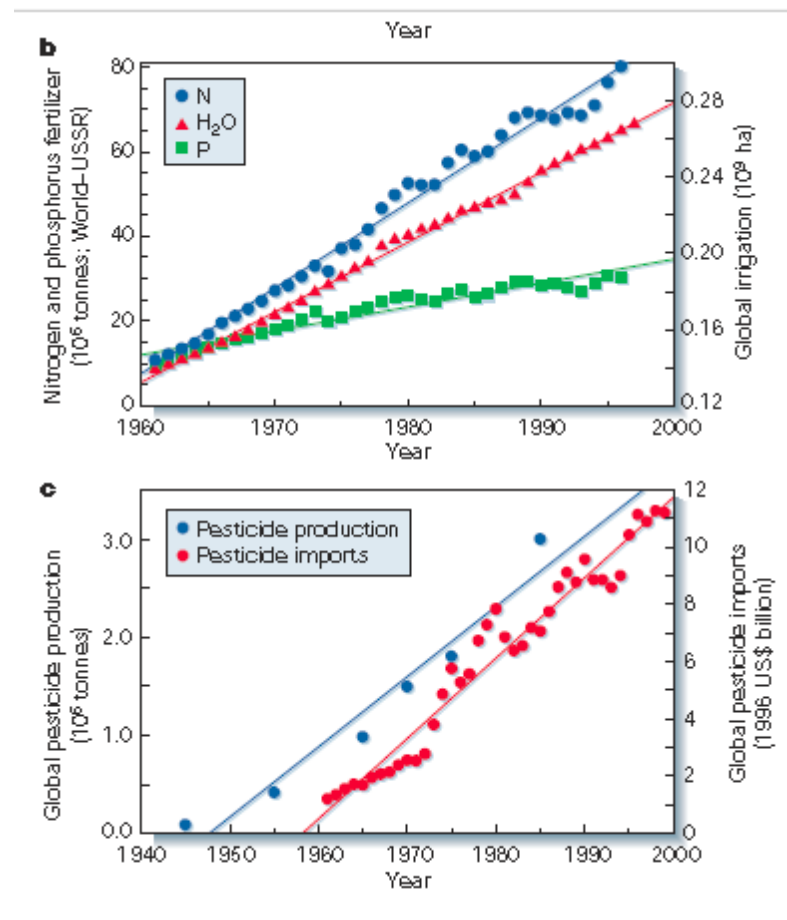 Year
b
Nitrogen and phosphorus fertilizer
(10⁶ tonnes; World–USSR)
80
60
40
20
0
N
H₂O
P
0.28
0.24
0.20
0.16
0.12
Global irrigation (10⁹ ha)
1960 1970 1980 1990 2000
Year
c
Global pesticide production
(10⁶ tonnes)
3.0
2.0
1.0
0.0
Pesticide production
Pesticide imports
12
10
8
6
4
2
0
Global pesticide imports
(1996 US$ billion)
1940 1950 1960 1970 1980 1990 2000
Year